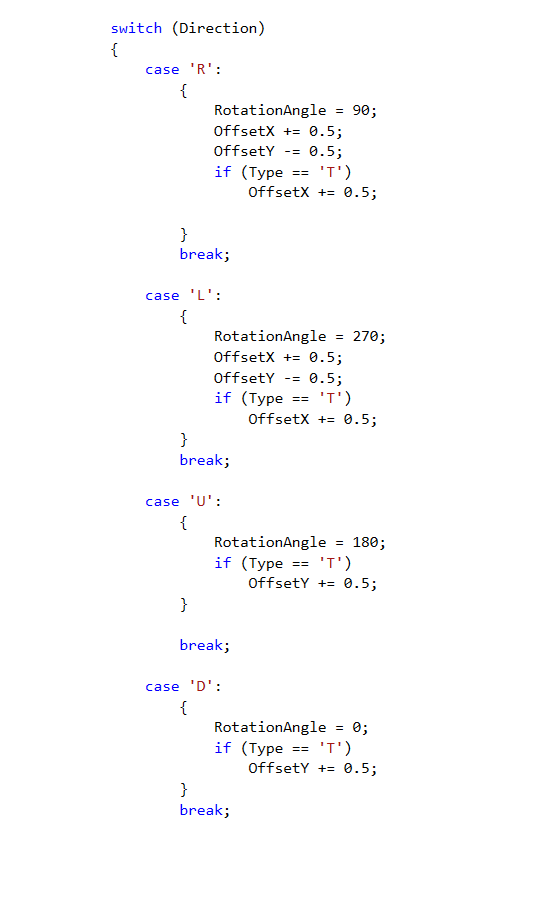 switch (Direction)
{
case 'R':
{
RotationAngle = 90;
OffsetX += 0.5;
OffsetY -= 0.5;
if (Type == 'T')
OffsetX += 0.5;
}
break;
case 'L':
{
RotationAngle = 270;
OffsetX += 0.5;
OffsetY -= 0.5;
if (Type == 'T')
OffsetX += 0.5;
}
break;
case 'U':
{
RotationAngle = 180;
if (Type == 'T')
OffsetY += 0.5;
}
break;
case 'D':
{
RotationAngle = 0;
if (Type == 'T')
OffsetY += 0.5;
}
break;